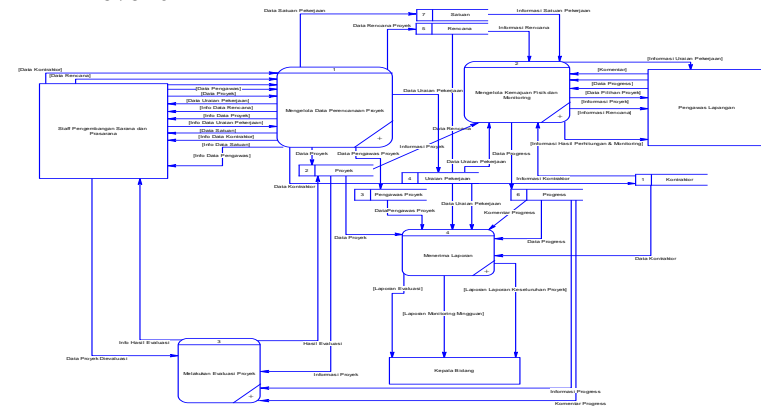 Data Satuan Pekerjaan
7 Satuan
Informasi Satuan Pekerjaan
Data Rencana Proyek
5 Rencana
Informasi Rencana
[Data Kontraktor]
[Data Rencana]
[Data Pengawas]
[Data Proyek]
[Data Uraian Pekerjaan]
[Info Data Rencana]
[Info Data Proyek]
[Info Data Uraian Pekerjaan]
[Data Satuan]
[Info Data Kontraktor]
[Info Data Satuan]
[Info Data Pengawas]
Staff Pengembangan Sarana dan
Prasarana
1
Mengelola Data Perencanaan Proyek
+
Data Uraian Pekerjaan
2
Mengelola Kemajuan Fisik dan
Monitoring
+
[Informasi Uraian Pekerjaan]
[Komentar]
[Data Progress]
[Data Pilihan Proyek]
[Informasi Proyek]
[Informasi Rencana]
Pengawas Lapangan
[Informasi Hasil Perhitungan & Monitoring]
Data Rencana
Informasi Proyek
Data Proyek
Data Pengawas Proyek
Data Progress
Data Uraian Pekerjaan
2 Proyek
4 Uraian Pekerjaan
Informasi Kontraktor
1 Kontraktor
Data Kontraktor
3 Pengawas Proyek
6 Progress
Data Uraian Pekerjaan
DataPengawas Proyek
Komentar Progress
Data Proyek
4
Menerima Laporan
+
Data Progress
Data Kontraktor
[Laporan Evaluasi]
[Laporan Laporan Keseluruhan Proyek]
[Laporan Monitoring Mingguan]
Info Hasil Evaluasi
3
Hasil Evaluasi
Data Proyek Dievaluasi
Melakukan Evaluasi Proyek
+
Informasi Proyek
Kepala Bidang
Informasi Progress
Komentar Progress